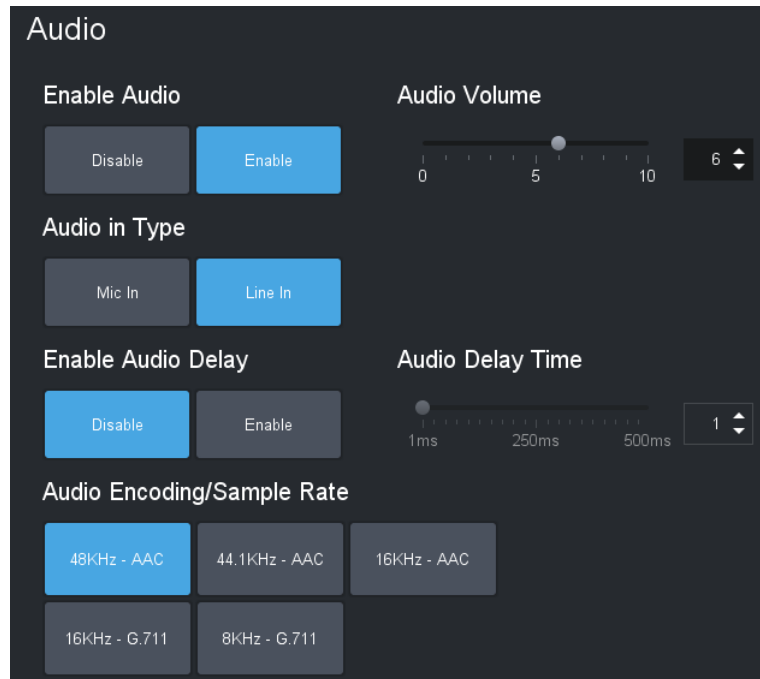 Audio
Enable Audio
Audio Volume
Disable
Enable
0
5
10
6
Audio in Type
Mic In
Line In
Enable Audio Delay
Audio Delay Time
Disable
Enable
1ms
250ms
500ms
1
Audio Encoding/Sample Rate
48KHz - AAC
44.1KHz - AAC
16KHz - AAC
16KHz - G.711
8KHz - G.711